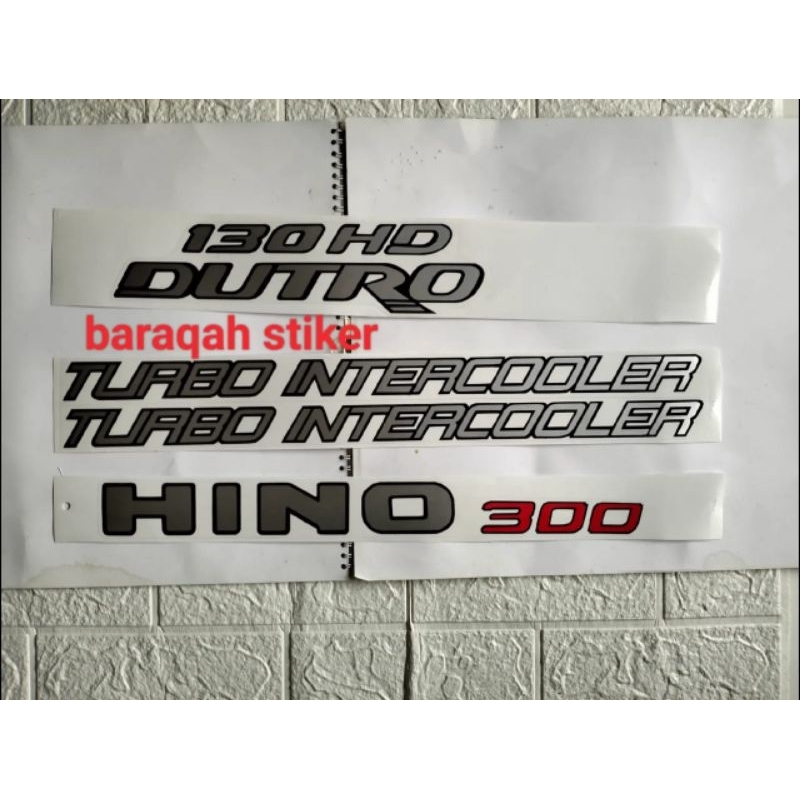 130 HD
DUTRO
baraqah stiker
TURBO INTERCOOLER
TURBO INTERCOOLER
HINO 300